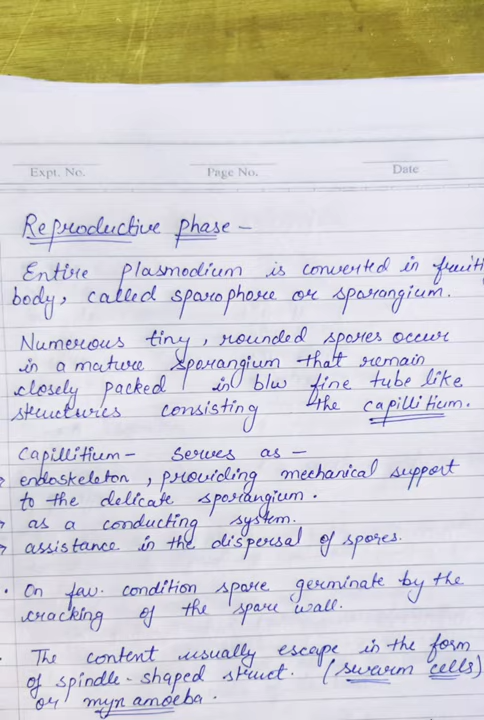 Expt. No. Page No. Date
Reproductive phase -
Entire plasmodium is converted in fruiti
body, called sporophore or sporangium.
Numerous tiny, rounded spores occur
in a mature sporangium that remain
closely packed in b/w fine tube like
structures consisting the capillitium.
Capillitium - Serves as -
→ endoskeleton, providing mechanical support
to the delicate sporangium.
→ as a conducting system.
→ assistance in the dispersal of spores.
• On fav. condition spore germinate by the
cracking of the spore wall.
• The content usually escape in the form
of spindle-shaped struct. (swarm cells)
or myxamoeba.